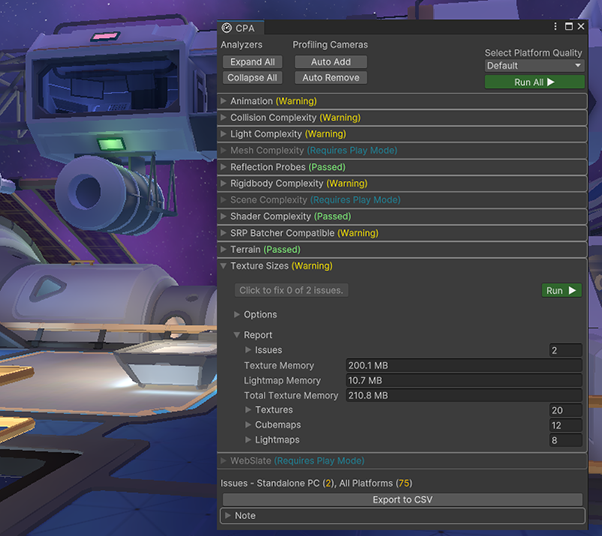 CPA
Analyzers
Profiling Cameras
Expand All
Auto Add
Collapse All
Auto Remove
Select Platform Quality
Default
Run All
Animation (Warning)
Collision Complexity (Warning)
Light Complexity (Warning)
Mesh Complexity (Requires Play Mode)
Reflection Probes (Passed)
Rigidbody Complexity (Warning)
Scene Complexity (Requires Play Mode)
Shader Complexity (Passed)
SRP Batcher Compatible (Warning)
Terrain (Passed)
Texture Sizes (Warning)
Click to fix 0 of 2 issues.
Run
Options
Report
Issues 2
Texture Memory 200.1 MB
Lightmap Memory 10.7 MB
Total Texture Memory 210.8 MB
Textures 20
Cubemaps 12
Lightmaps 8
WebSlate (Requires Play Mode)
Issues - Standalone PC (2), All Platforms (75)
Export to CSV
Note